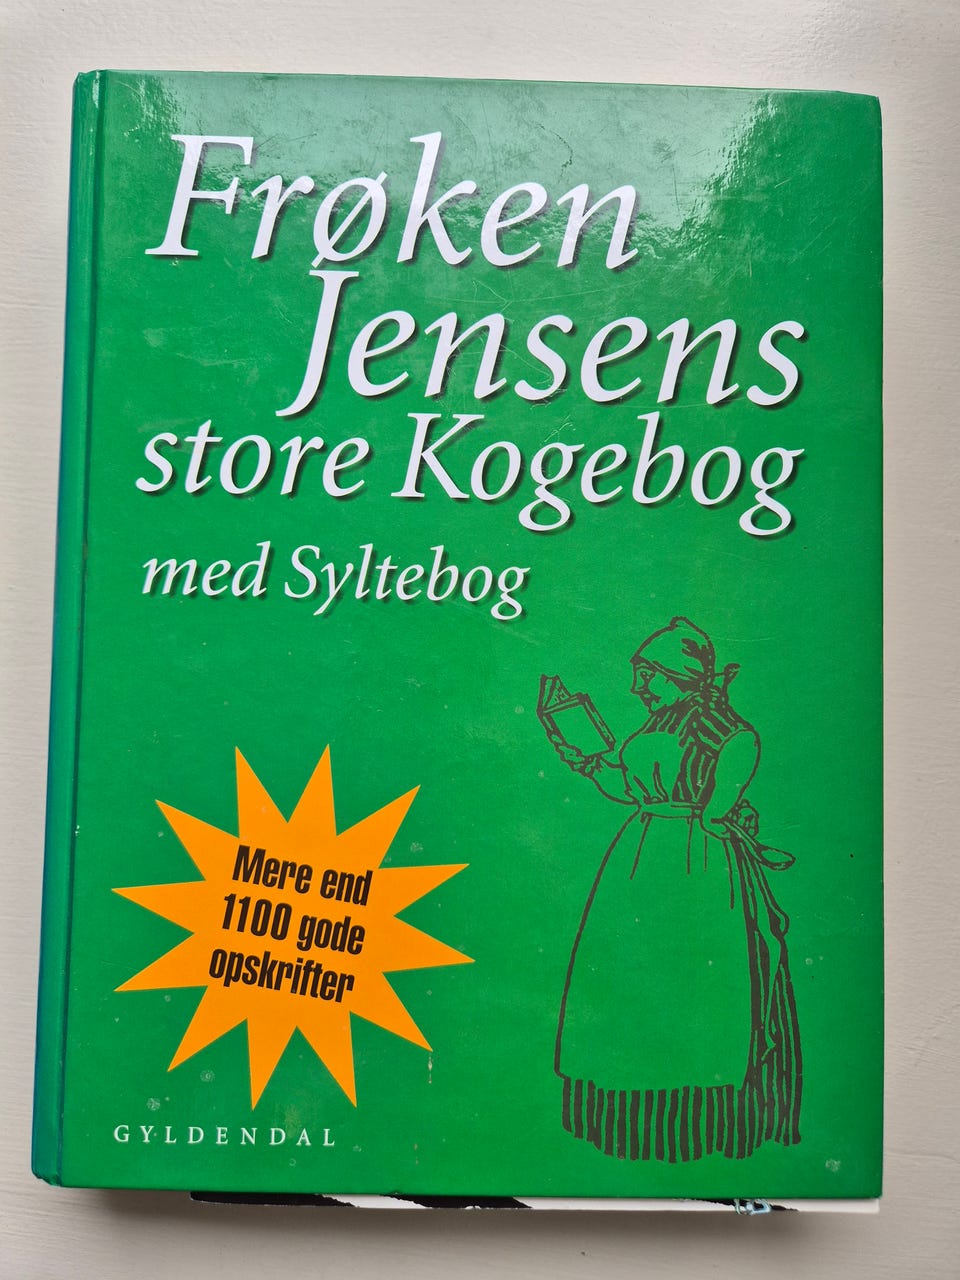 Frøken
Jensens
store Kogebog
med Syltebog
Mere end
1100 gode
opskrifter
GYLDENDAL